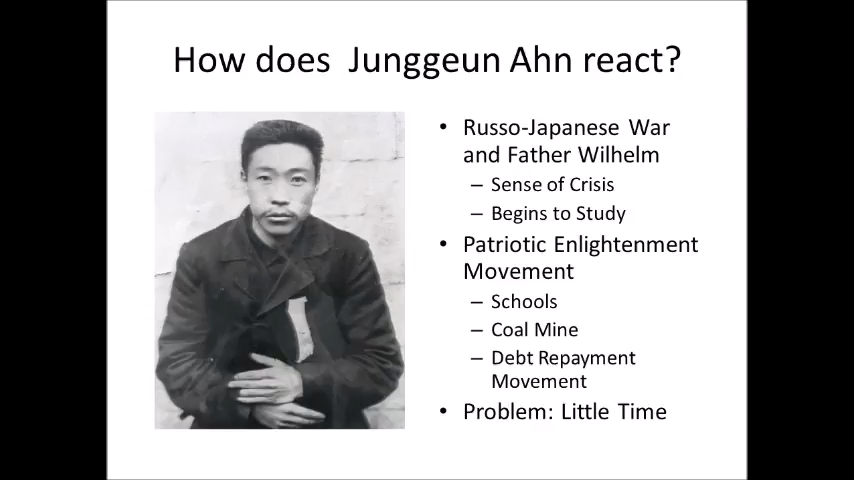 How does  Junggeun Ahn react?
• Russo-Japanese War
and Father Wilhelm
– Sense of Crisis
– Begins to Study
• Patriotic Enlightenment
Movement
– Schools
– Coal Mine
– Debt Repayment
Movement
• Problem: Little Time